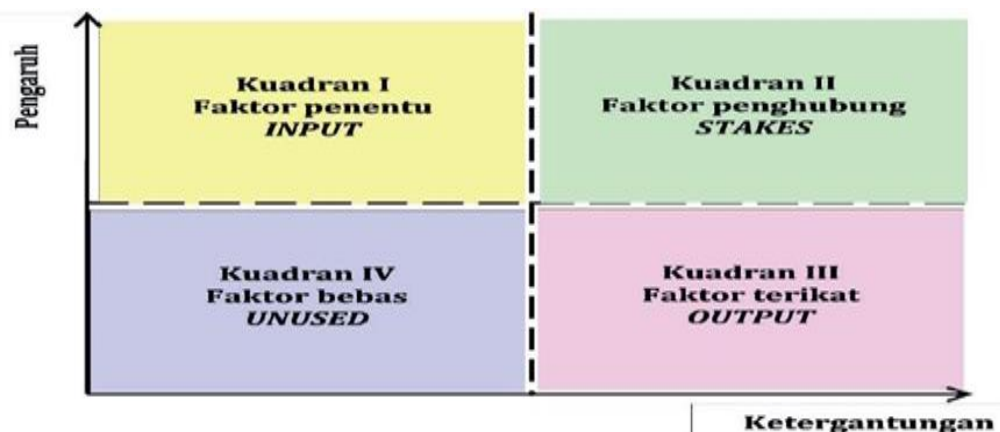 Pengaruh
Kuadran I
Faktor penentu
INPUT
Kuadran II
Faktor penghubung
STAKES
Kuadran IV
Faktor bebas
UNUSED
Kuadran III
Faktor terikat
OUTPUT
Ketergantungan